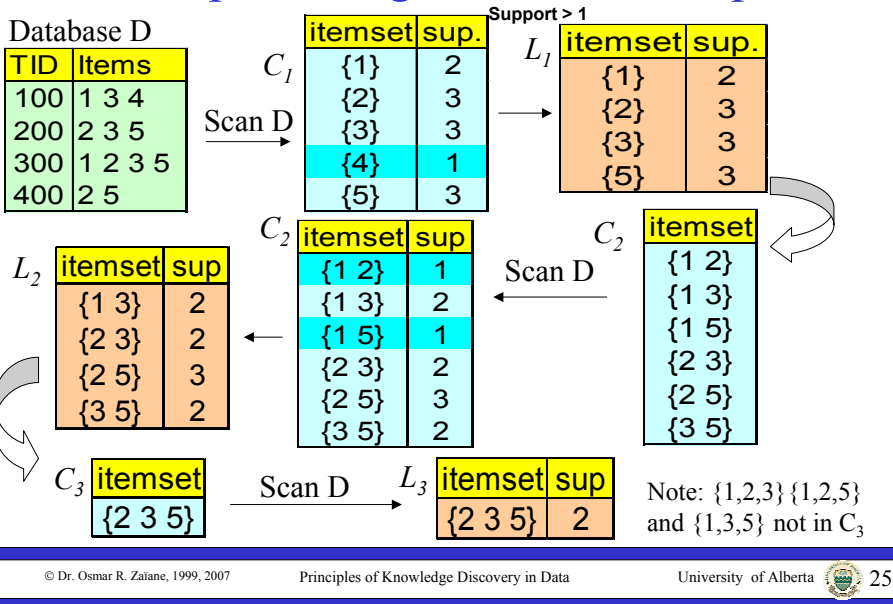 Support > 1
Database D
TID Items
100 1 3 4
200 2 3 5
300 1 2 3 5
400 2 5
Scan D
C1
itemset sup.
{1} 2
{2} 3
{3} 3
{4} 1
{5} 3
L1
itemset sup.
{1} 2
{2} 3
{3} 3
{5} 3
C2
itemset
{1 2}
{1 3}
{1 5}
{2 3}
{2 5}
{3 5}
Scan D
C2
itemset sup
{1 2} 1
{1 3} 2
{1 5} 1
{2 3} 2
{2 5} 3
{3 5} 2
L2
itemset sup
{1 3} 2
{2 3} 2
{2 5} 3
{3 5} 2
C3
itemset
{2 3 5}
Scan D
L3
itemset sup
{2 3 5} 2
Note: {1,2,3}{1,2,5}
and {1,3,5} not in C3
© Dr. Osmar R. Zaïane, 1999, 2007
Principles of Knowledge Discovery in Data
University of Alberta
25